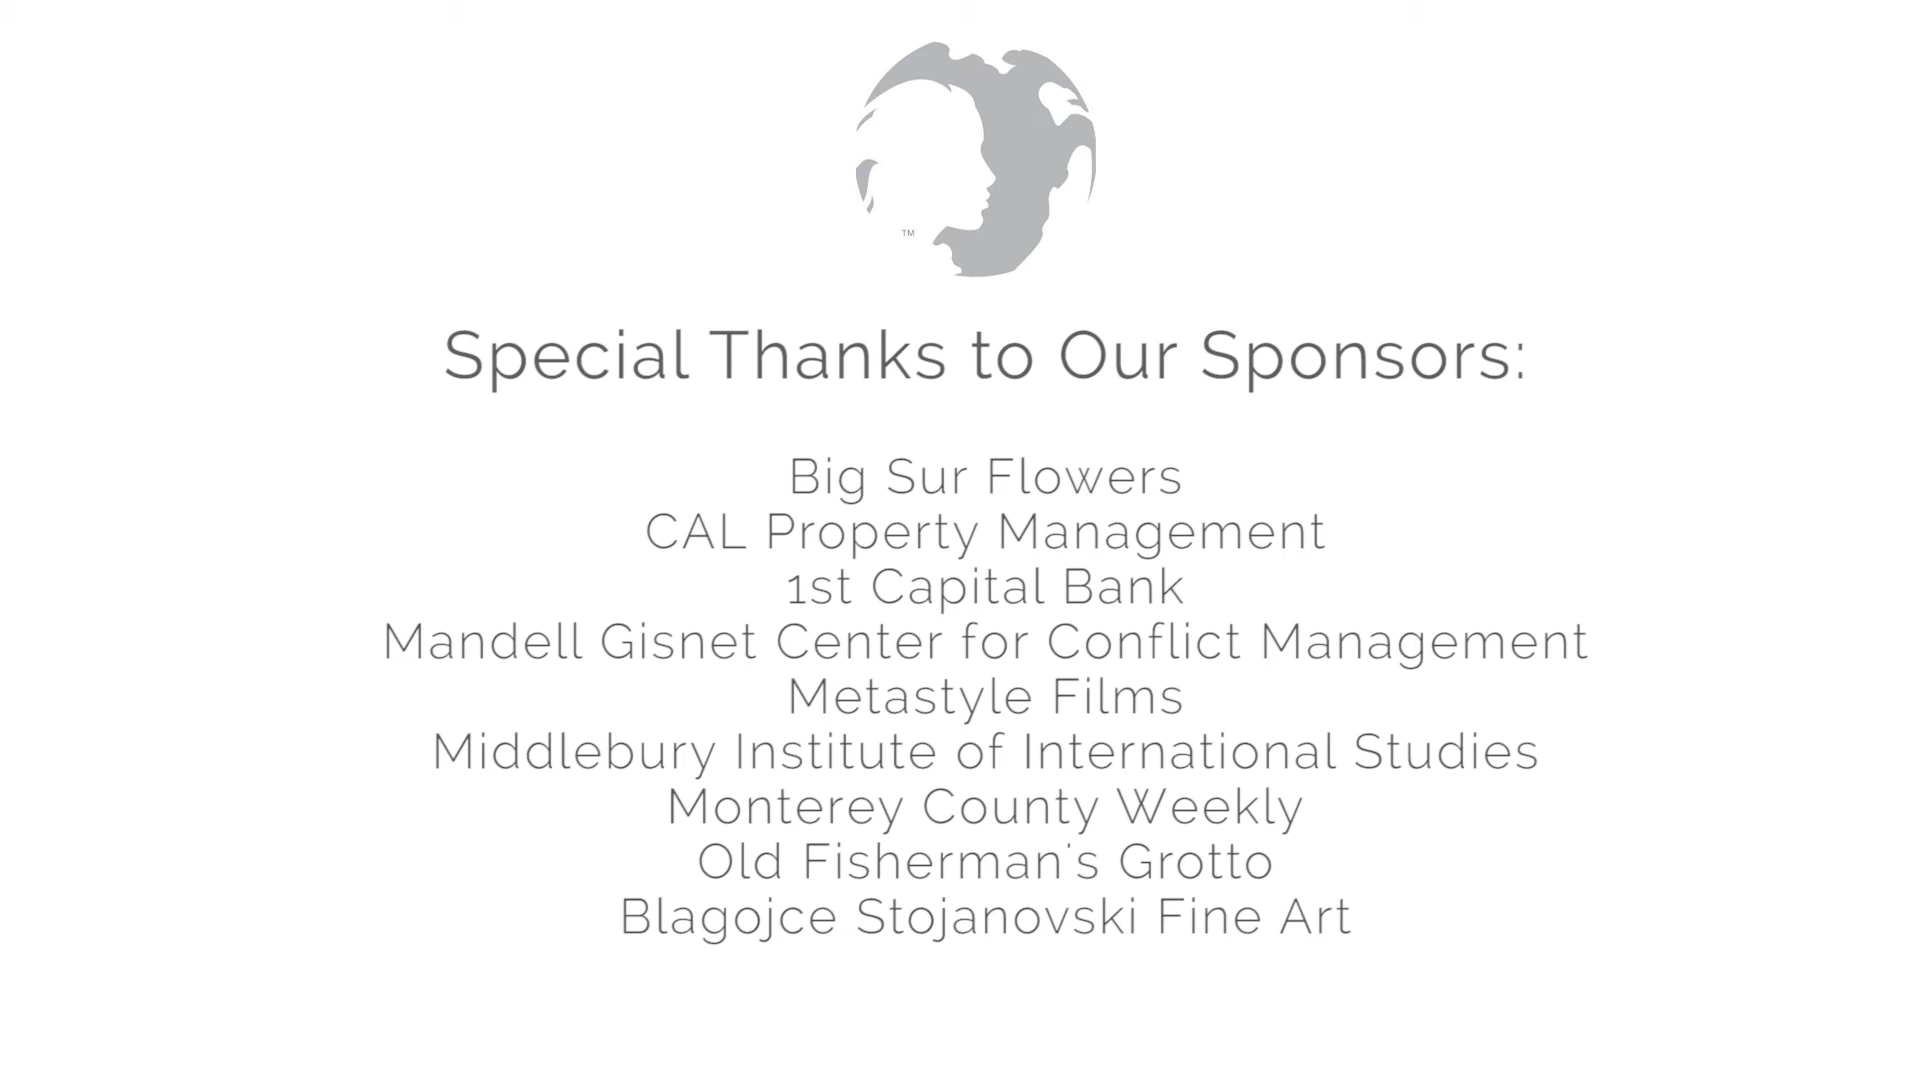 TM
Special Thanks to Our Sponsors:
Big Sur Flowers
CAL Property Management
1st Capital Bank
Mandell Gisnet Center for Conflict Management
Metastyle Films
Middlebury Institute of International Studies
Monterey County Weekly
Old Fisherman's Grotto
Blagojce Stojanovski Fine Art